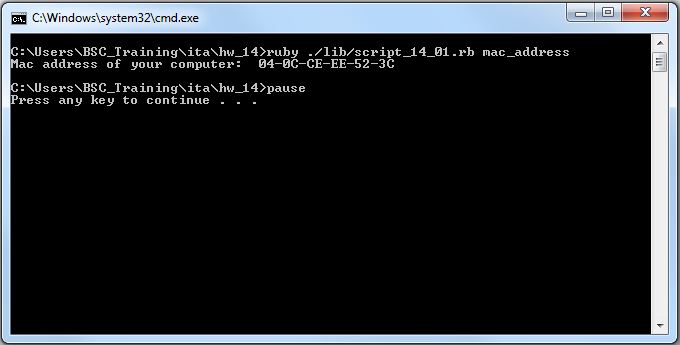 C:\Windows\system32\cmd.exe
C:\Users\BSC_Training\ita\hw_14>ruby ./lib/script_14_01.rb mac_address
Mac address of your computer:  04-0C-CE-EE-52-3C
C:\Users\BSC_Training\ita\hw_14>pause
Press any key to continue . . .